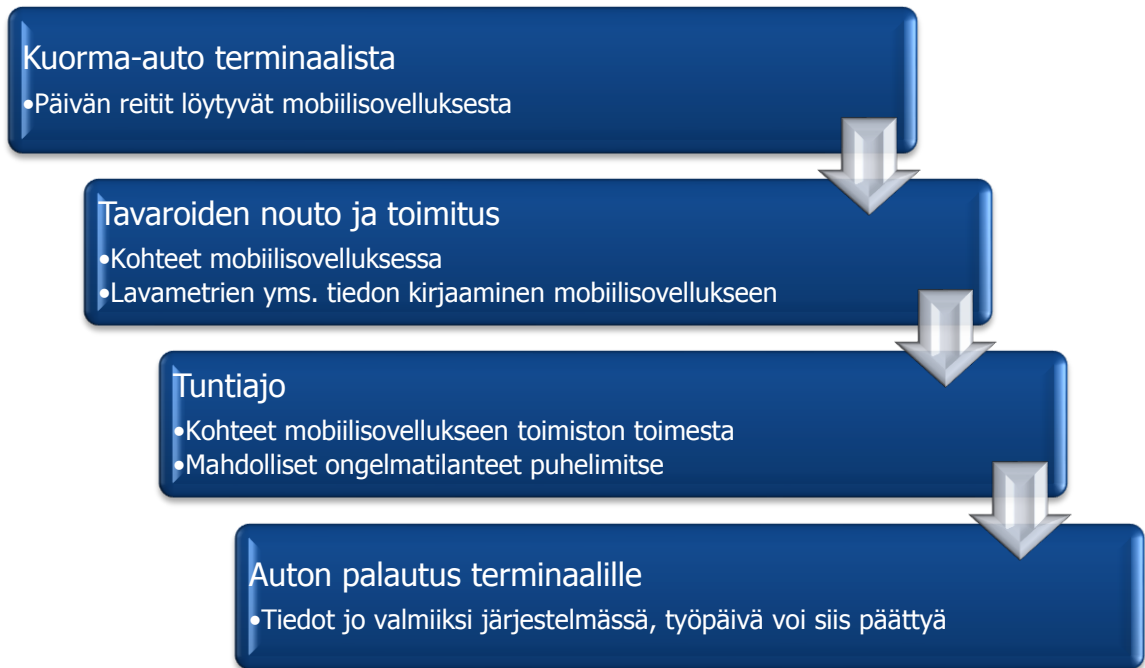 Kuorma-auto terminaalista
•Päivän reitit löytyvät mobiilisovelluksesta
Tavaroiden nouto ja toimitus
•Kohteet mobiilisovelluksessa
•Lavametrien yms. tiedon kirjaaminen mobiilisovellukseen
Tuntiajo
•Kohteet mobiilisovellukseen toimiston toimesta
•Mahdolliset ongelmatilanteet puhelimitse
Auton palautus terminaalille
•Tiedot jo valmiiksi järjestelmässä, työpäivä voi siis päättyä